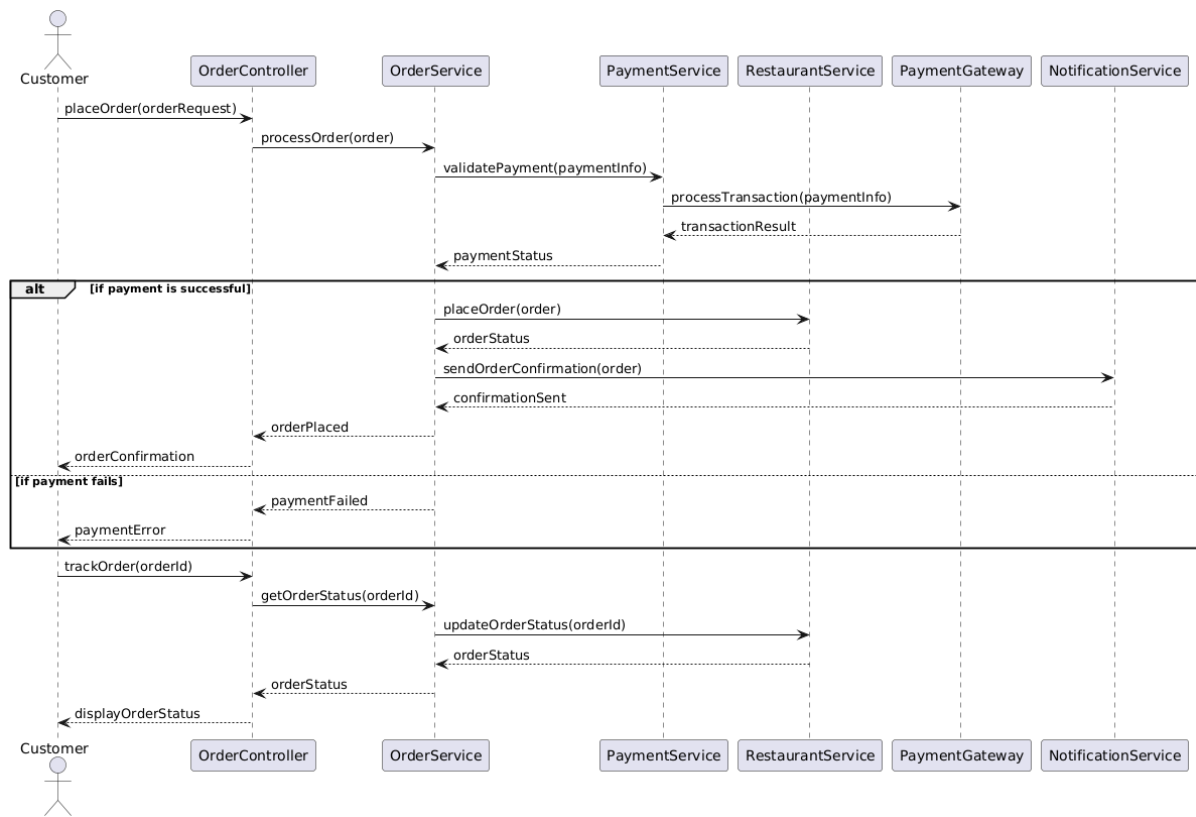 Customer
OrderController
OrderService
PaymentService
RestaurantService
PaymentGateway
NotificationService
placeOrder(orderRequest)
processOrder(order)
validatePayment(paymentInfo)
processTransaction(paymentInfo)
transactionResult
paymentStatus
alt
[if payment is successful]
placeOrder(order)
orderStatus
sendOrderConfirmation(order)
confirmationSent
orderPlaced
orderConfirmation
[if payment fails]
paymentFailed
paymentError
trackOrder(orderId)
getOrderStatus(orderId)
updateOrderStatus(orderId)
orderStatus
orderStatus
displayOrderStatus
Customer
OrderController
OrderService
PaymentService
RestaurantService
PaymentGateway
NotificationService